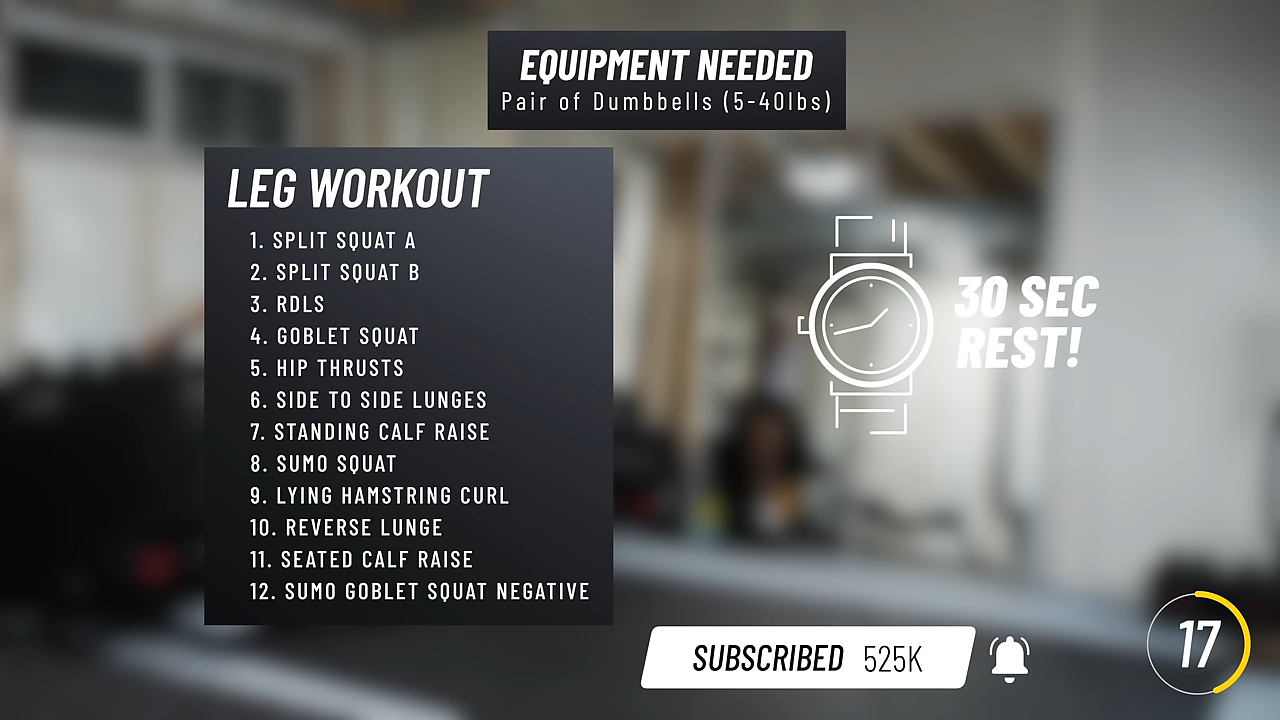 EQUIPMENT NEEDED
Pair of Dumbbells (5-40lbs)
LEG WORKOUT
1. SPLIT SQUAT A
2. SPLIT SQUAT B
3. RDLS
4. GOBLET SQUAT
5. HIP THRUSTS
6. SIDE TO SIDE LUNGES
7. STANDING CALF RAISE
8. SUMO SQUAT
9. LYING HAMSTRING CURL
10. REVERSE LUNGE
11. SEATED CALF RAISE
12. SUMO GOBLET SQUAT NEGATIVE
30 SEC
REST!
SUBSCRIBED 525K
17